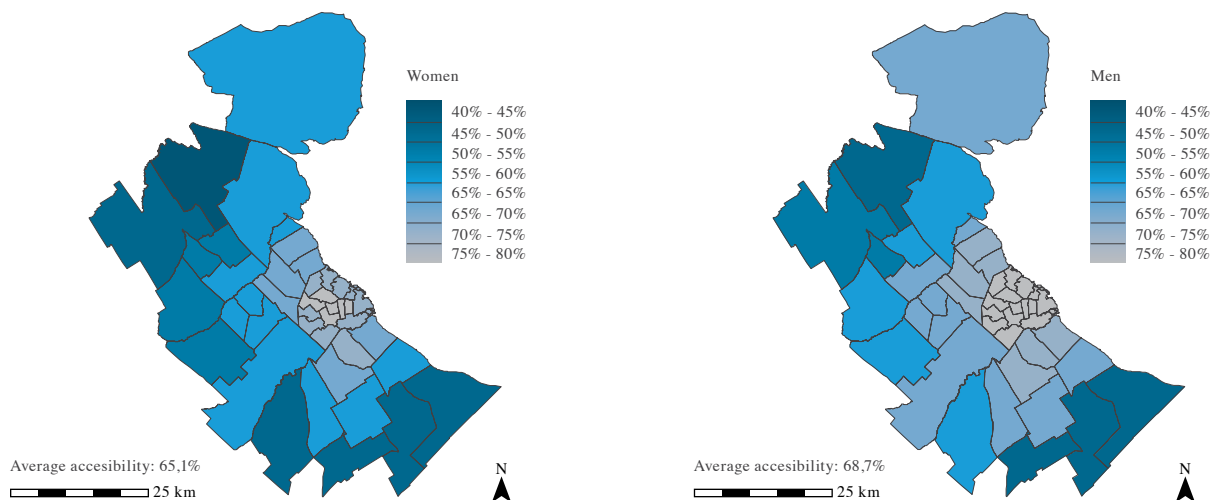 Women
40% - 45%
45% - 50%
50% - 55%
55% - 60%
65% - 65%
65% - 70%
70% - 75%
75% - 80%
Average accesibility: 65,1%
25 km
N
Men
40% - 45%
45% - 50%
50% - 55%
55% - 60%
65% - 65%
65% - 70%
70% - 75%
75% - 80%
Average accesibility: 68,7%
25 km
N